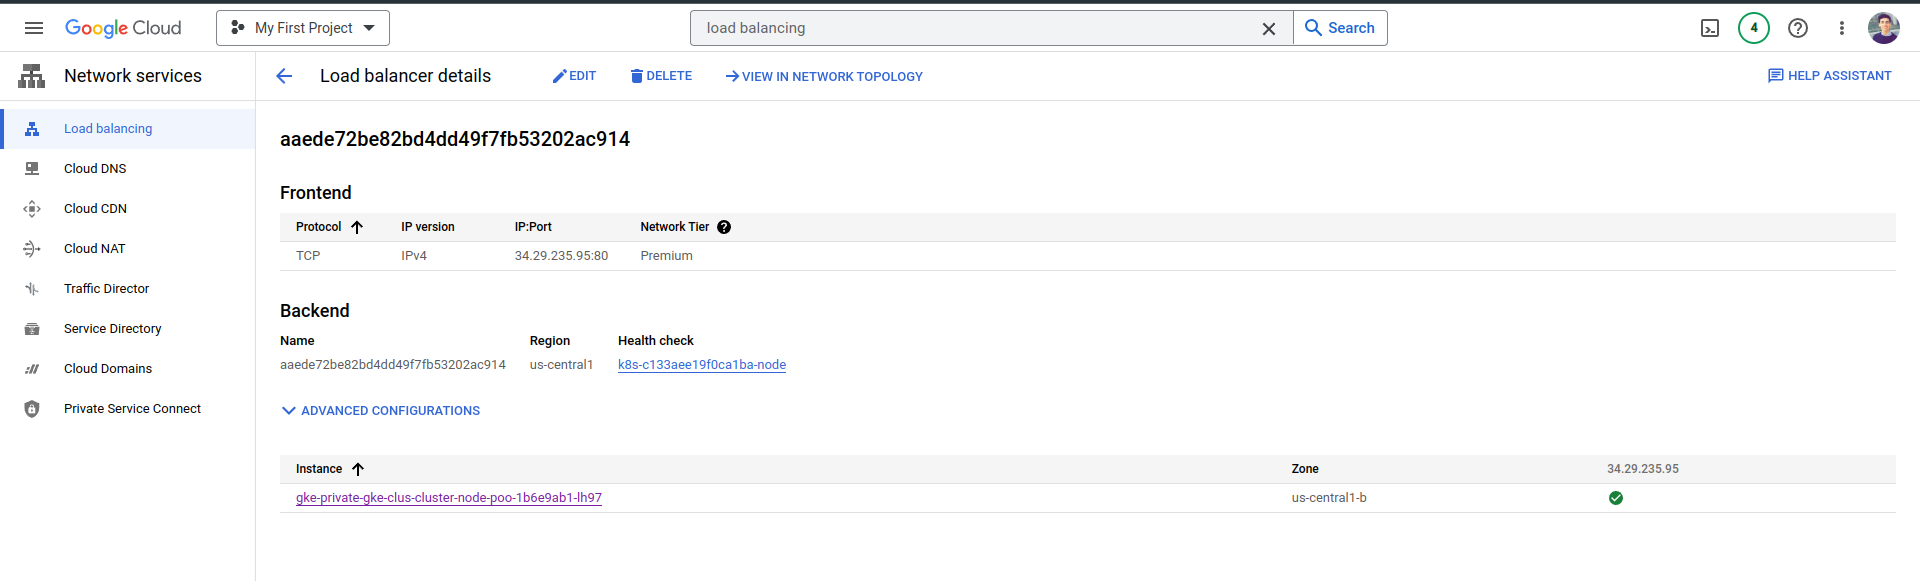 Google Cloud
My First Project
load balancing
Search
4
Network services
Load balancer details
EDIT
DELETE
VIEW IN NETWORK TOPOLOGY
HELP ASSISTANT
Load balancing
Cloud DNS
Cloud CDN
Cloud NAT
Traffic Director
Service Directory
Cloud Domains
Private Service Connect
aaede72be82bd4dd49f7fb53202ac914
Frontend
Protocol IP version IP:Port Network Tier
TCP IPv4 34.29.235.95:80 Premium
Backend
Name Region Health check
aaede72be82bd4dd49f7fb53202ac914 us-central1 k8s-c133aee19f0ca1ba-node
ADVANCED CONFIGURATIONS
Instance Zone 34.29.235.95
gke-private-gke-clus-cluster-node-poo-1b6e9ab1-lh97 us-central1-b